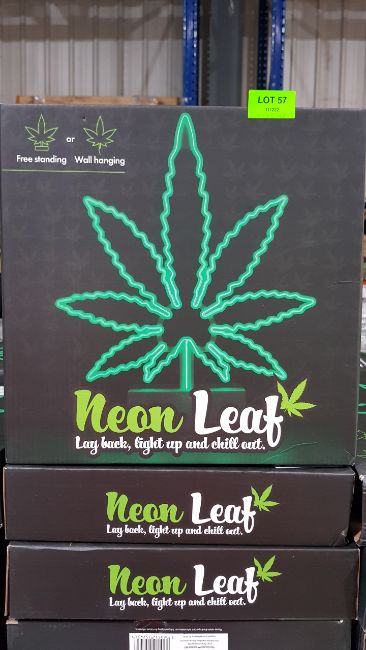 LOT 57
or
Free standing Wall hanging
Neon Leaf
Lay back, light up and chill out.
Neon Leaf
Lay back, light up and chill out.
Neon Leaf
Lay back, light up and chill out.